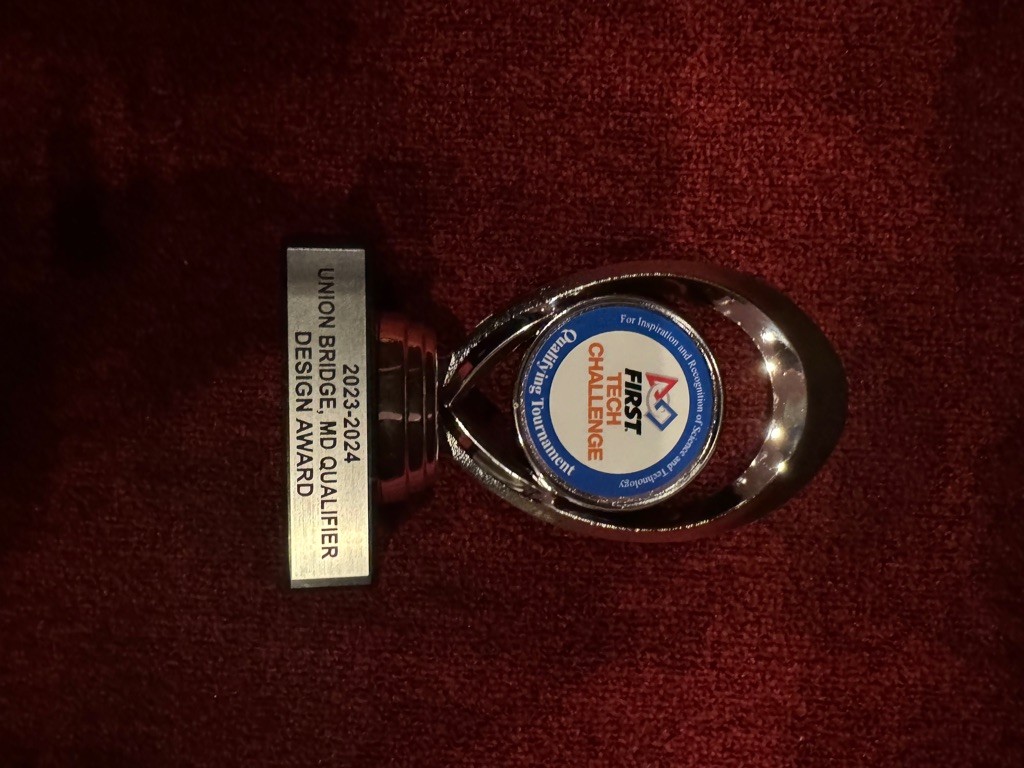 For Inspiration and Recognition of Science and Technology
FIRST
TECH
CHALLENGE
Qualifying Tournament
2023-2024
UNION BRIDGE, MD QUALIFIER
DESIGN AWARD